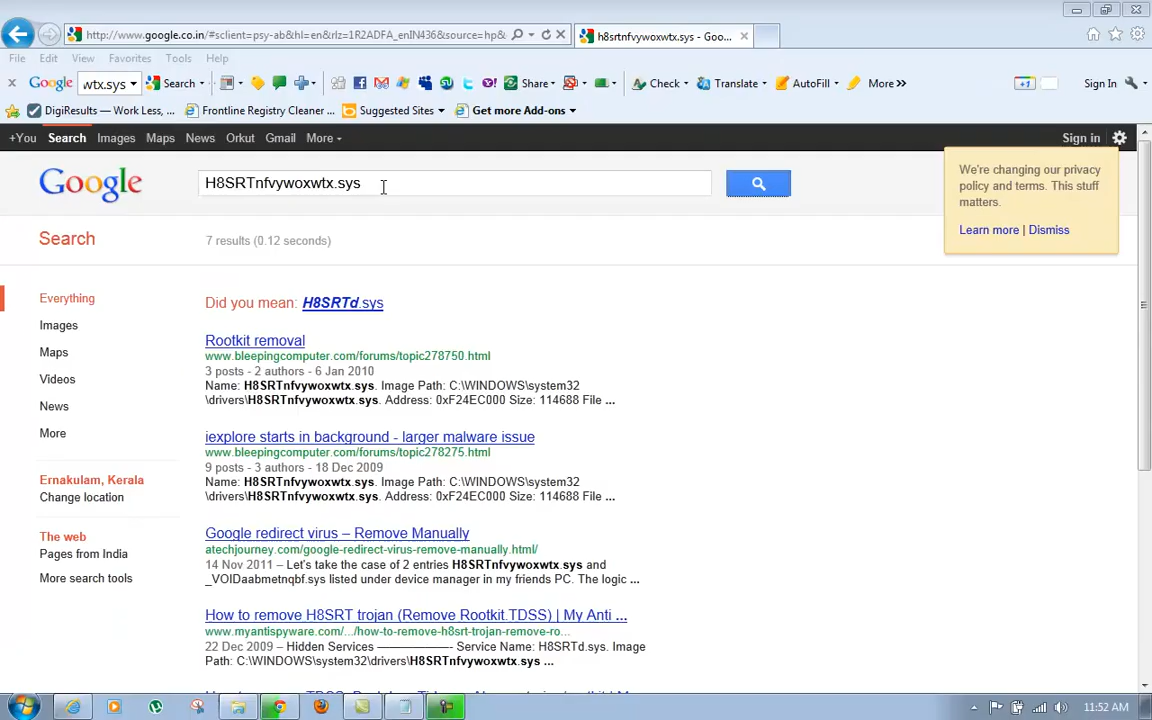 http://www.google.co.in/#sclient=psy-ab&hl=en&rlz=1R2ADFA_enIN436&source=hp&
h8srtnfvywoxwtx.sys - Goo...
File Edit View Favorites Tools Help
x Google wtx.sys Search Share Check Translate AutoFill More >> +1 Sign In
DigiResults — Work Less, ... Frontline Registry Cleaner ... Suggested Sites Get more Add-ons
+You Search Images Maps News Orkut Gmail More Sign in
Google H8SRTnfvywoxwtx.sys
We're changing our privacy
policy and terms. This stuff
matters.
Learn more | Dismiss
Search 7 results (0.12 seconds)
Everything
Images
Maps
Videos
News
More
Ernakulam, Kerala
Change location
The web
Pages from India
More search tools
Did you mean: H8SRTd.sys
Rootkit removal
www.bleepingcomputer.com/forums/topic278750.html
3 posts - 2 authors - 6 Jan 2010
Name: H8SRTnfvywoxwtx.sys. Image Path: C:\WINDOWS\system32
\drivers\H8SRTnfvywoxwtx.sys. Address: 0xF24EC000 Size: 114688 File ...
iexplore starts in background - larger malware issue
www.bleepingcomputer.com/forums/topic278275.html
9 posts - 3 authors - 18 Dec 2009
Name: H8SRTnfvywoxwtx.sys. Image Path: C:\WINDOWS\system32
\drivers\H8SRTnfvywoxwtx.sys. Address: 0xF24EC000 Size: 114688 File ...
Google redirect virus – Remove Manually
atechjourney.com/google-redirect-virus-remove-manually.html/
14 Nov 2011 – Let's take the case of 2 entries H8SRTnfvywoxwtx.sys and
_VOIDaabmetnqbf.sys listed under device manager in my friends PC. The logic ...
How to remove H8SRT trojan (Remove Rootkit.TDSS) | My Anti ...
www.myantispyware.com/.../how-to-remove-h8srt-trojan-remove-ro...
22 Dec 2009 – Hidden Services —————- Service Name: H8SRTd.sys. Image
Path: C:\WINDOWS\system32\drivers\H8SRTnfvywoxwtx.sys ...
11:52 AM